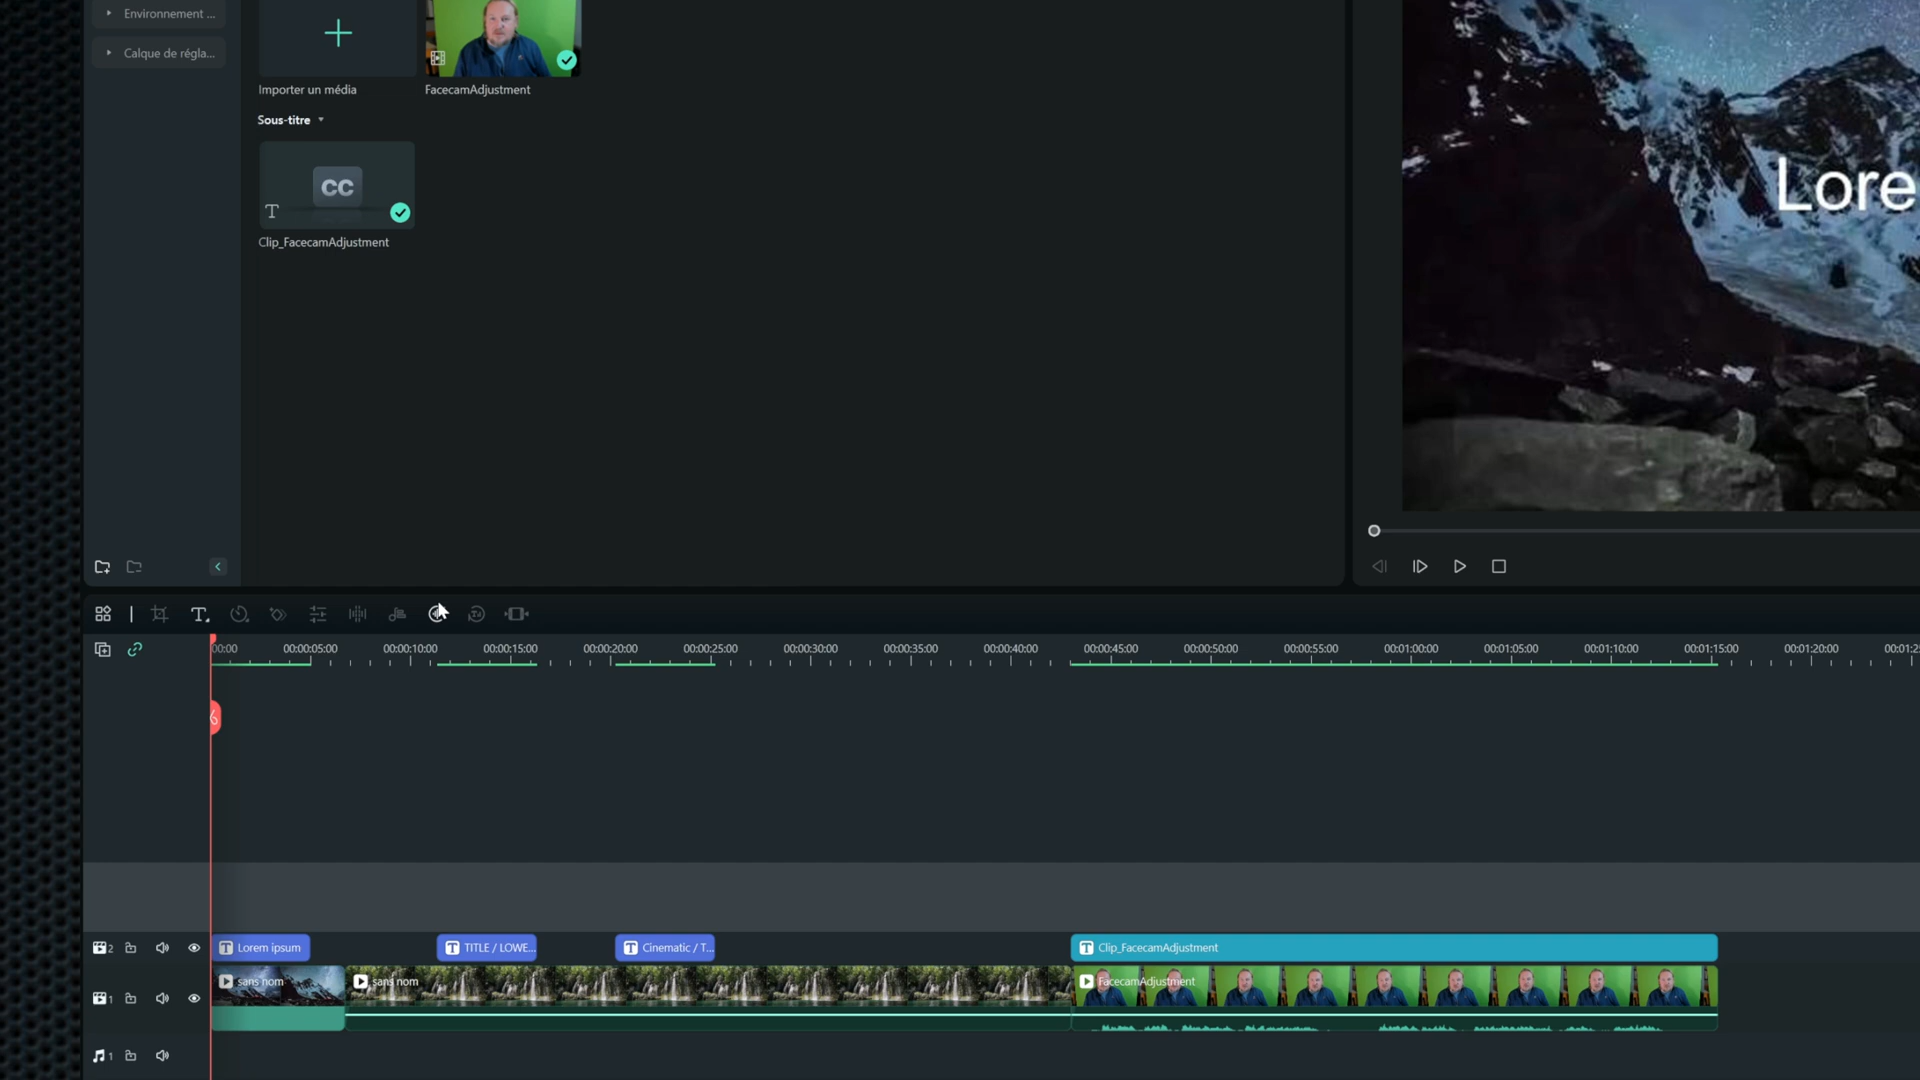 Environnement ...
Calque de régla...
Importer un média
FacecamAdjustment
Sous-titre
CC
T
Clip_FacecamAdjustment
Lore
T
00:00 00:00:05:00 00:00:10:00 00:00:15:00 00:00:20:00 00:00:25:00 00:00:30:00 00:00:35:00 00:00:40:00 00:00:45:00 00:00:50:00 00:00:55:00 00:01:00:00 00:01:05:00 00:01:10:00 00:01:15:00 00:01:20:00 00:01:25
2 T Lorem ipsum T TITLE / LOWE... T Cinematic / T... T Clip_FacecamAdjustment
sans nom sans nom FacecamAdjustment
1
1